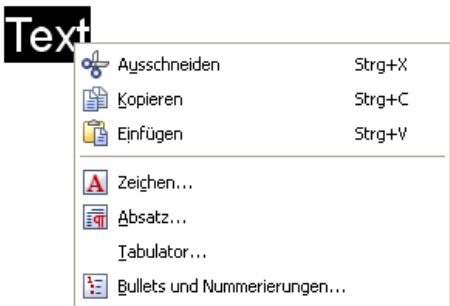 Text
Ausschneiden Strg+X
Kopieren Strg+C
Einfügen Strg+V
Zeichen...
Absatz...
Tabulator...
Bullets und Nummerierungen...